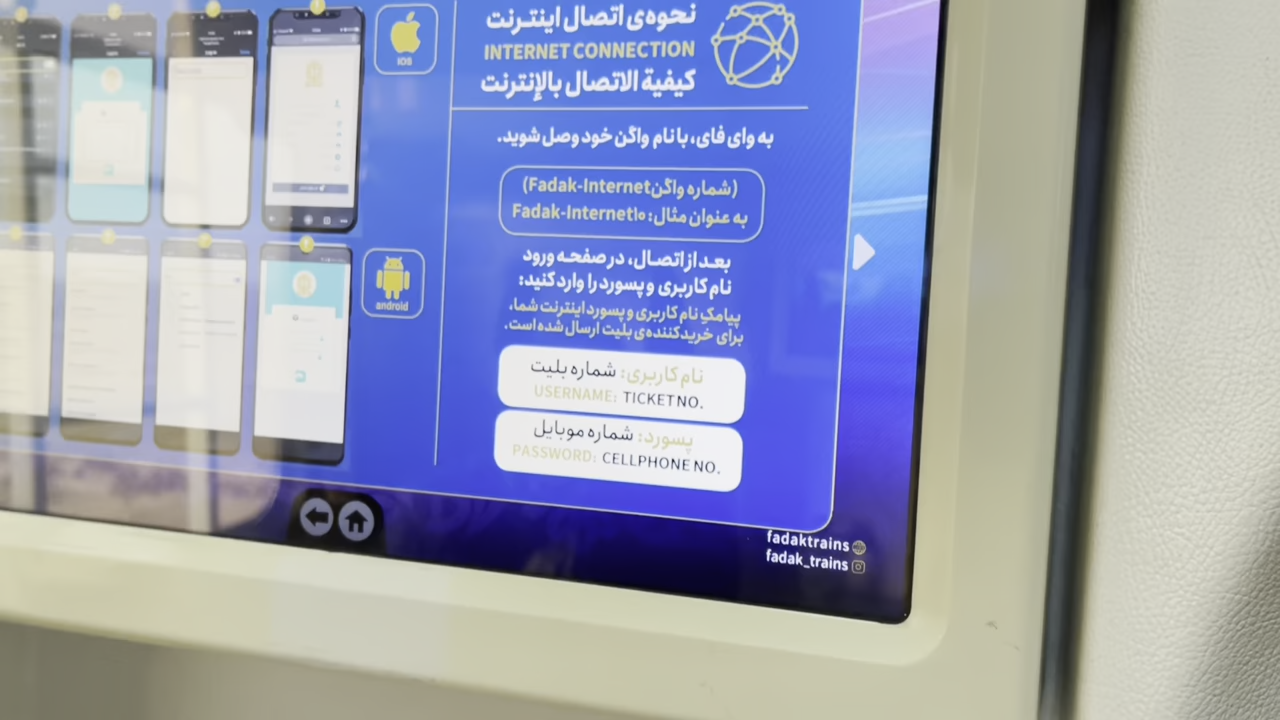 نحوه‌ی اتصال اینترنت
INTERNET CONNECTION
كيفية الاتصال بالإنترنت
به وای فای، با نام واگن خود وصل شوید.
(شماره واگنFadak-Internet)
به عنوان مثال: Fadak-Internet۱۰
بعد از اتصال، در صفحه ورود
نام کاربری و پسورد را وارد کنید:
پیامکِ نام کاربری و پسورد اینترنت شما،
برای خریدکننده‌ی بلیت ارسال شده است.
نام کاربری: شماره بلیت
USERNAME: TICKET NO.
پسورد: شماره موبایل
PASSWORD: CELLPHONE NO.
iOS
android
fadaktrains
fadak_trains